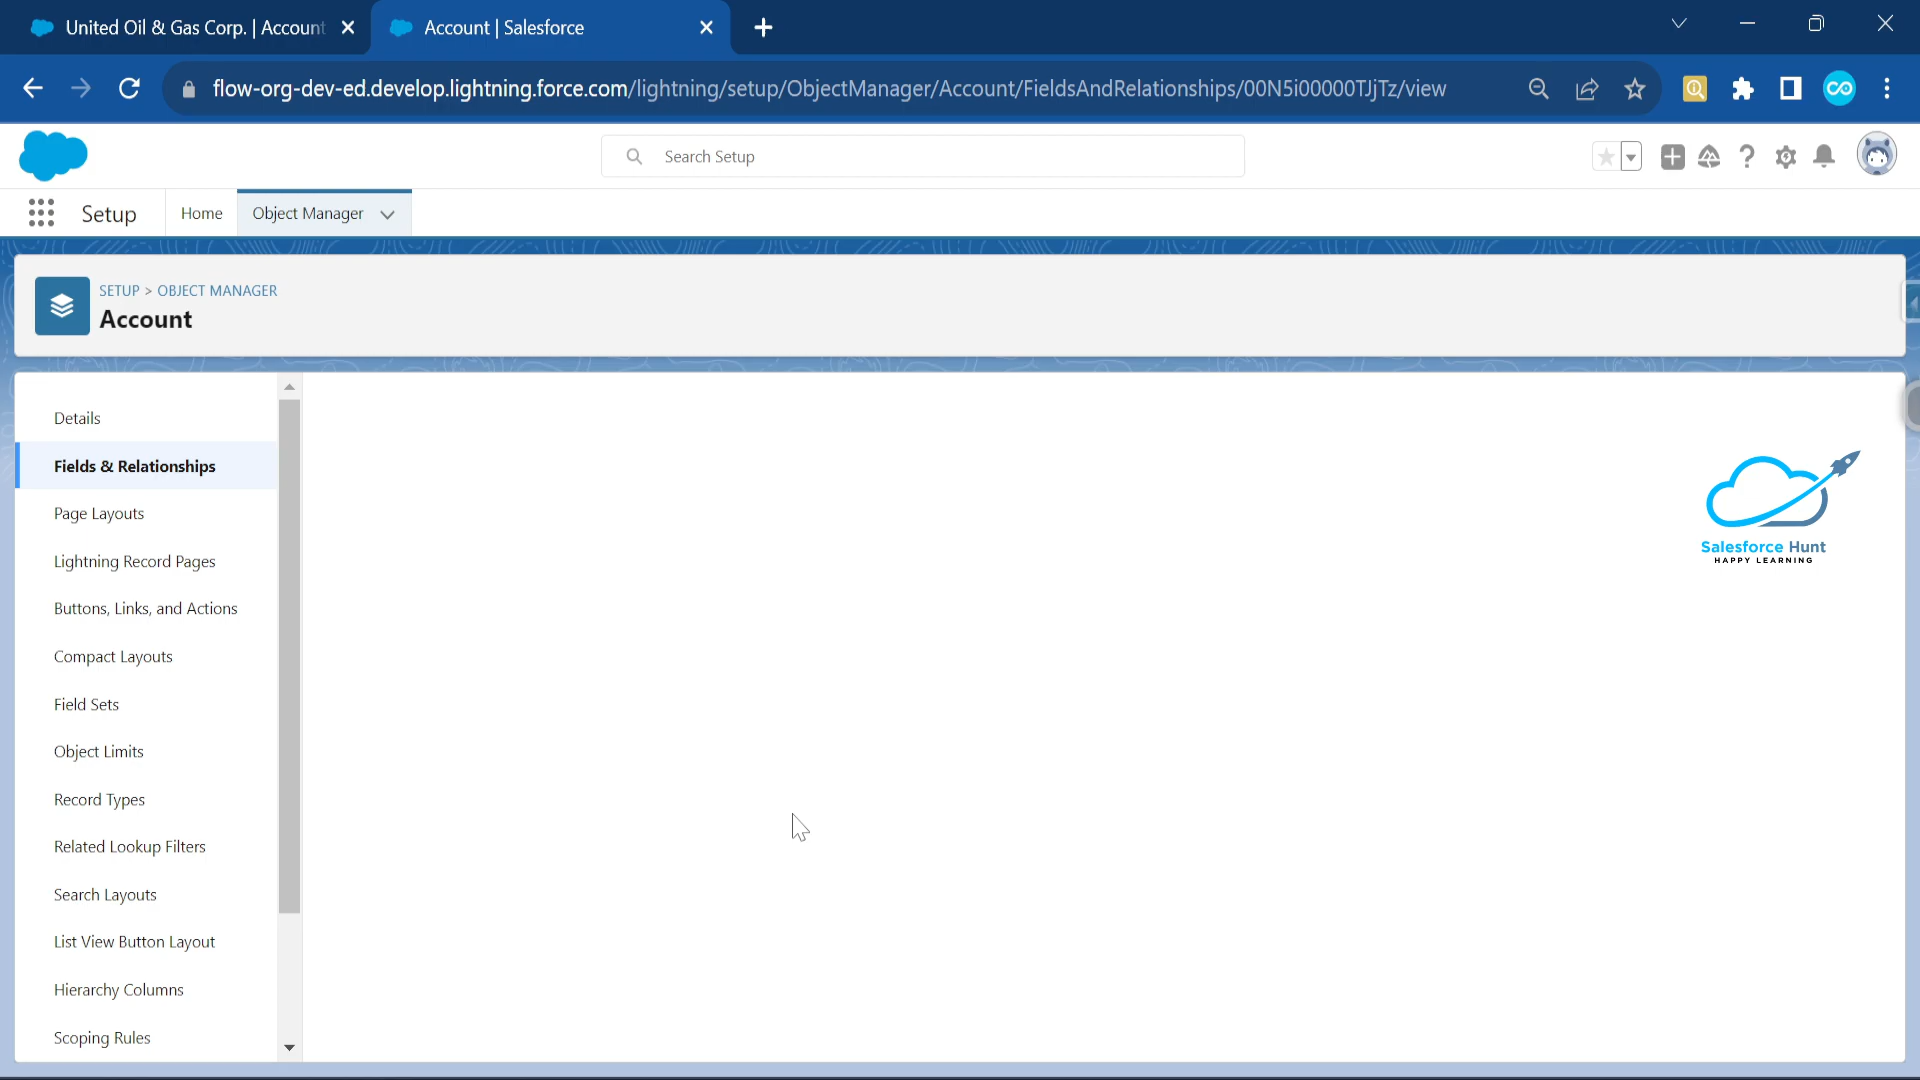 United Oil & Gas Corp. | Account
Account | Salesforce
flow-org-dev-ed.develop.lightning.force.com/lightning/setup/ObjectManager/Account/FieldsAndRelationships/00N5i00000TJjTz/view
Search Setup
Setup
Home
Object Manager
SETUP > OBJECT MANAGER
Account
Details
Fields & Relationships
Page Layouts
Lightning Record Pages
Buttons, Links, and Actions
Compact Layouts
Field Sets
Object Limits
Record Types
Related Lookup Filters
Search Layouts
List View Button Layout
Hierarchy Columns
Scoping Rules
Salesforce Hunt
HAPPY LEARNING